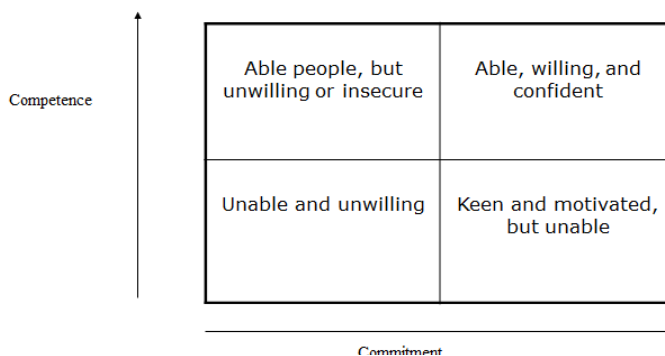 Able people, but
unwilling or insecure
Able, willing, and
confident
Competence
Unable and unwilling
Keen and motivated,
but unable
Commitment